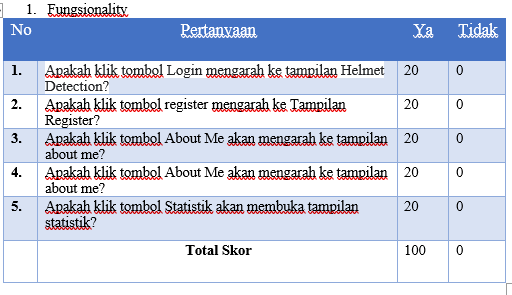 1. Fungsionality
No Pertanyaan Ya Tidak
1. Apakah klik tombol Login mengarah ke tampilan Helmet 20 0
Detection?
2. Apakah klik tombol register mengarah ke Tampilan 20 0
Register?
3. Apakah klik tombol About Me akan mengarah ke tampilan 20 0
about me?
4. Apakah klik tombol About Me akan mengarah ke tampilan 20 0
about me?
5. Apakah klik tombol Statistik akan membuka tampilan 20 0
statistik?
Total Skor 100 0